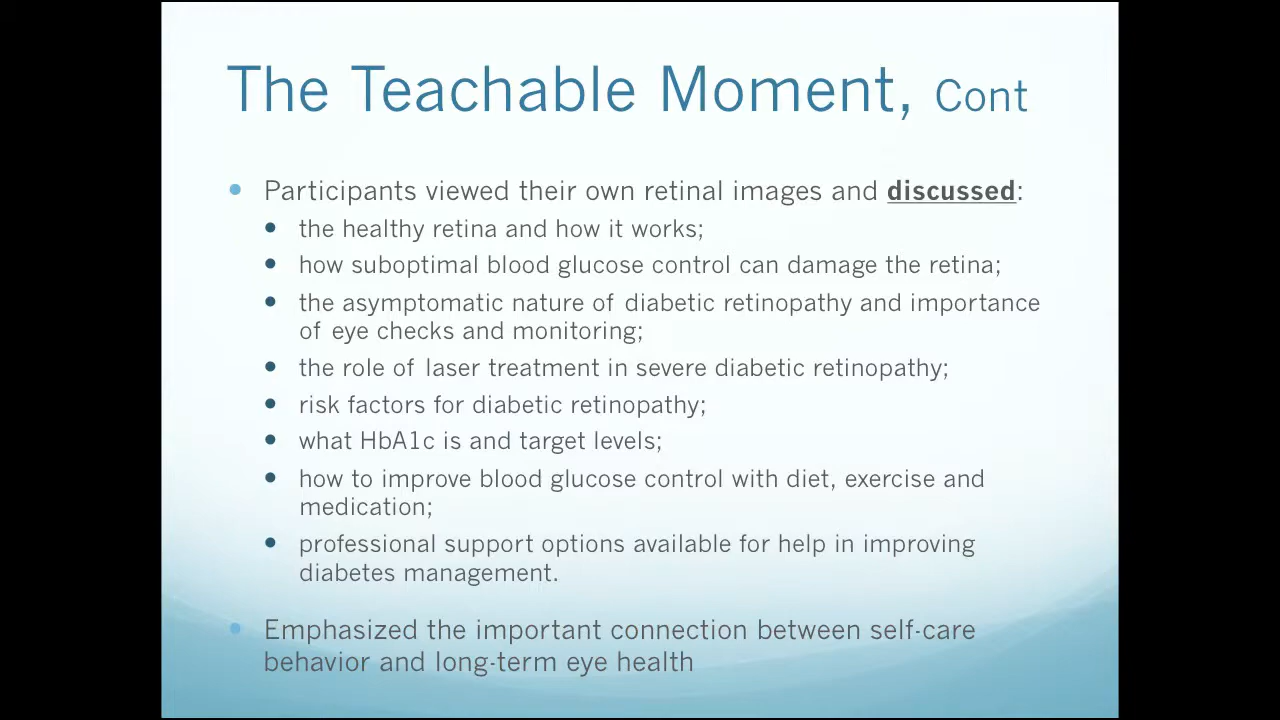 The Teachable Moment, Cont
• Participants viewed their own retinal images and discussed:
• the healthy retina and how it works;
• how suboptimal blood glucose control can damage the retina;
• the asymptomatic nature of diabetic retinopathy and importance
of eye checks and monitoring;
• the role of laser treatment in severe diabetic retinopathy;
• risk factors for diabetic retinopathy;
• what HbA1c is and target levels;
• how to improve blood glucose control with diet, exercise and
medication;
• professional support options available for help in improving
diabetes management.
• Emphasized the important connection between self-care
behavior and long-term eye health